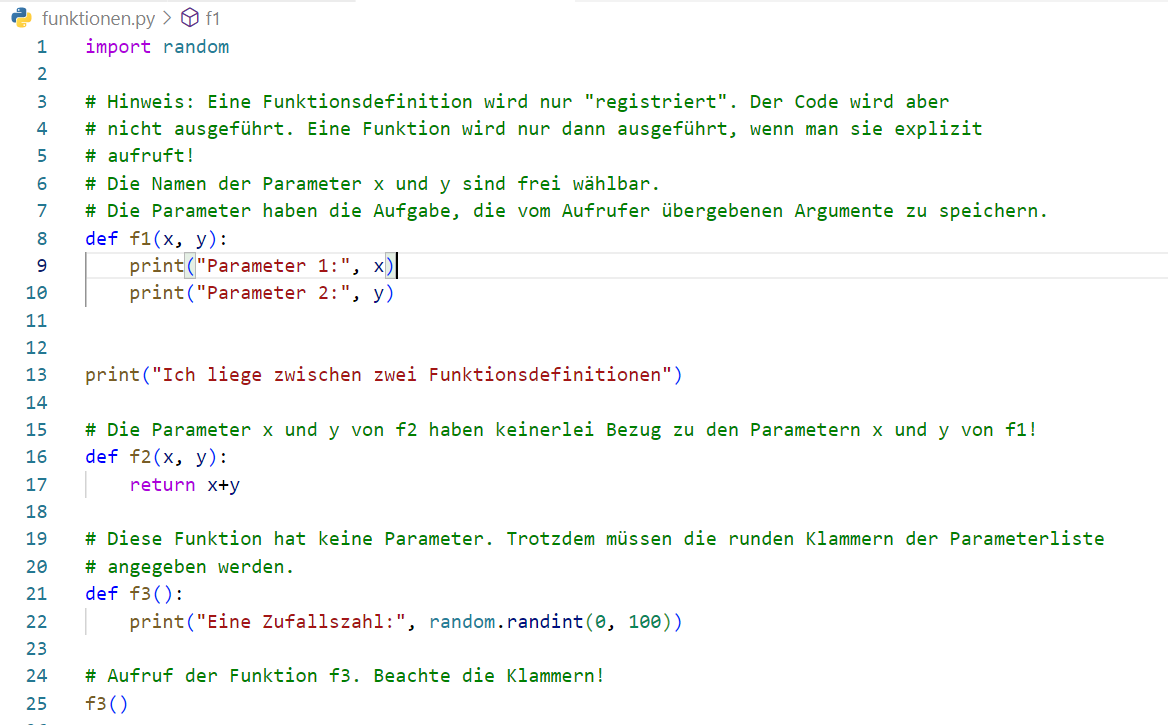 funktionen.py > f1
1 import random
2
3 # Hinweis: Eine Funktionsdefinition wird nur "registriert". Der Code wird aber
4 # nicht ausgeführt. Eine Funktion wird nur dann ausgeführt, wenn man sie explizit
5 # aufruft!
6 # Die Namen der Parameter x und y sind frei wählbar.
7 # Die Parameter haben die Aufgabe, die vom Aufrufer übergebenen Argumente zu speichern.
8 def f1(x, y):
9     print("Parameter 1:", x)
10     print("Parameter 2:", y)
11
12
13 print("Ich liege zwischen zwei Funktionsdefinitionen")
14
15 # Die Parameter x und y von f2 haben keinerlei Bezug zu den Parametern x und y von f1!
16 def f2(x, y):
17     return x+y
18
19 # Diese Funktion hat keine Parameter. Trotzdem müssen die runden Klammern der Parameterliste
20 # angegeben werden.
21 def f3():
22     print("Eine Zufallszahl:", random.randint(0, 100))
23
24 # Aufruf der Funktion f3. Beachte die Klammern!
25 f3()